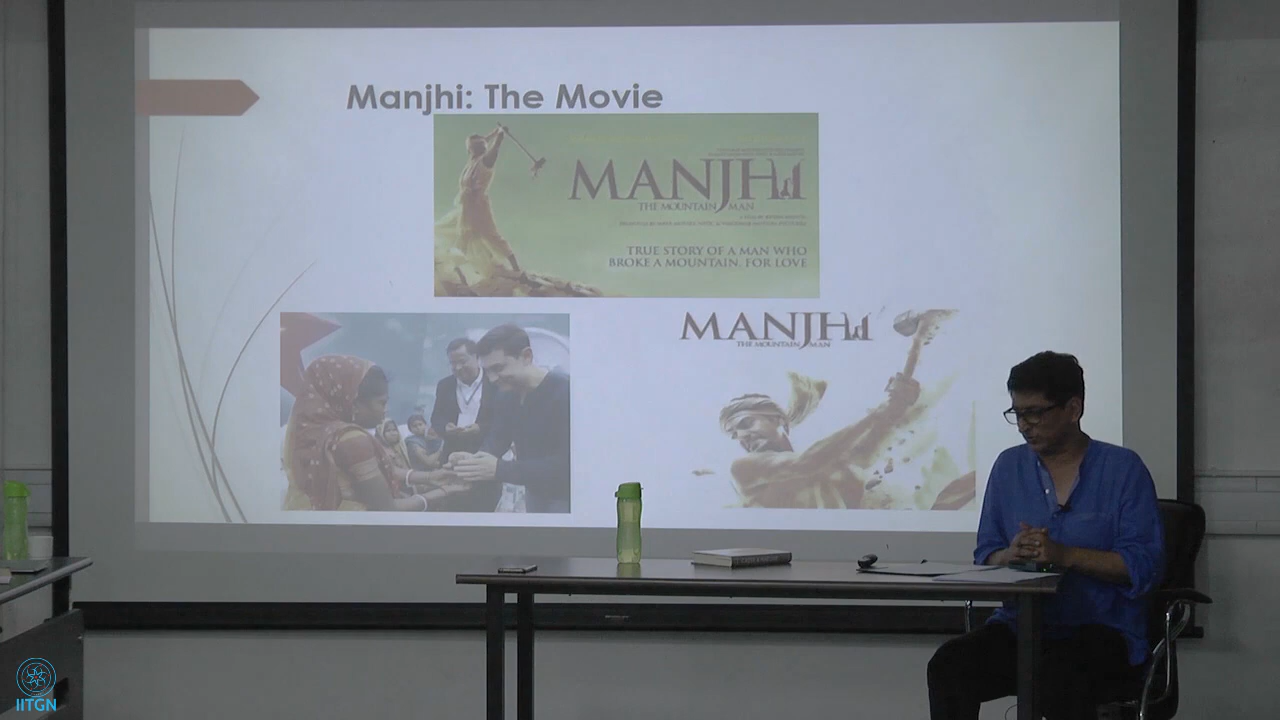 Manjhi: The Movie
MANJHI
THE MOUNTAIN MAN
TRUE STORY OF A MAN WHO
BROKE A MOUNTAIN. FOR LOVE
MANJHI
THE MOUNTAIN MAN
IITGN